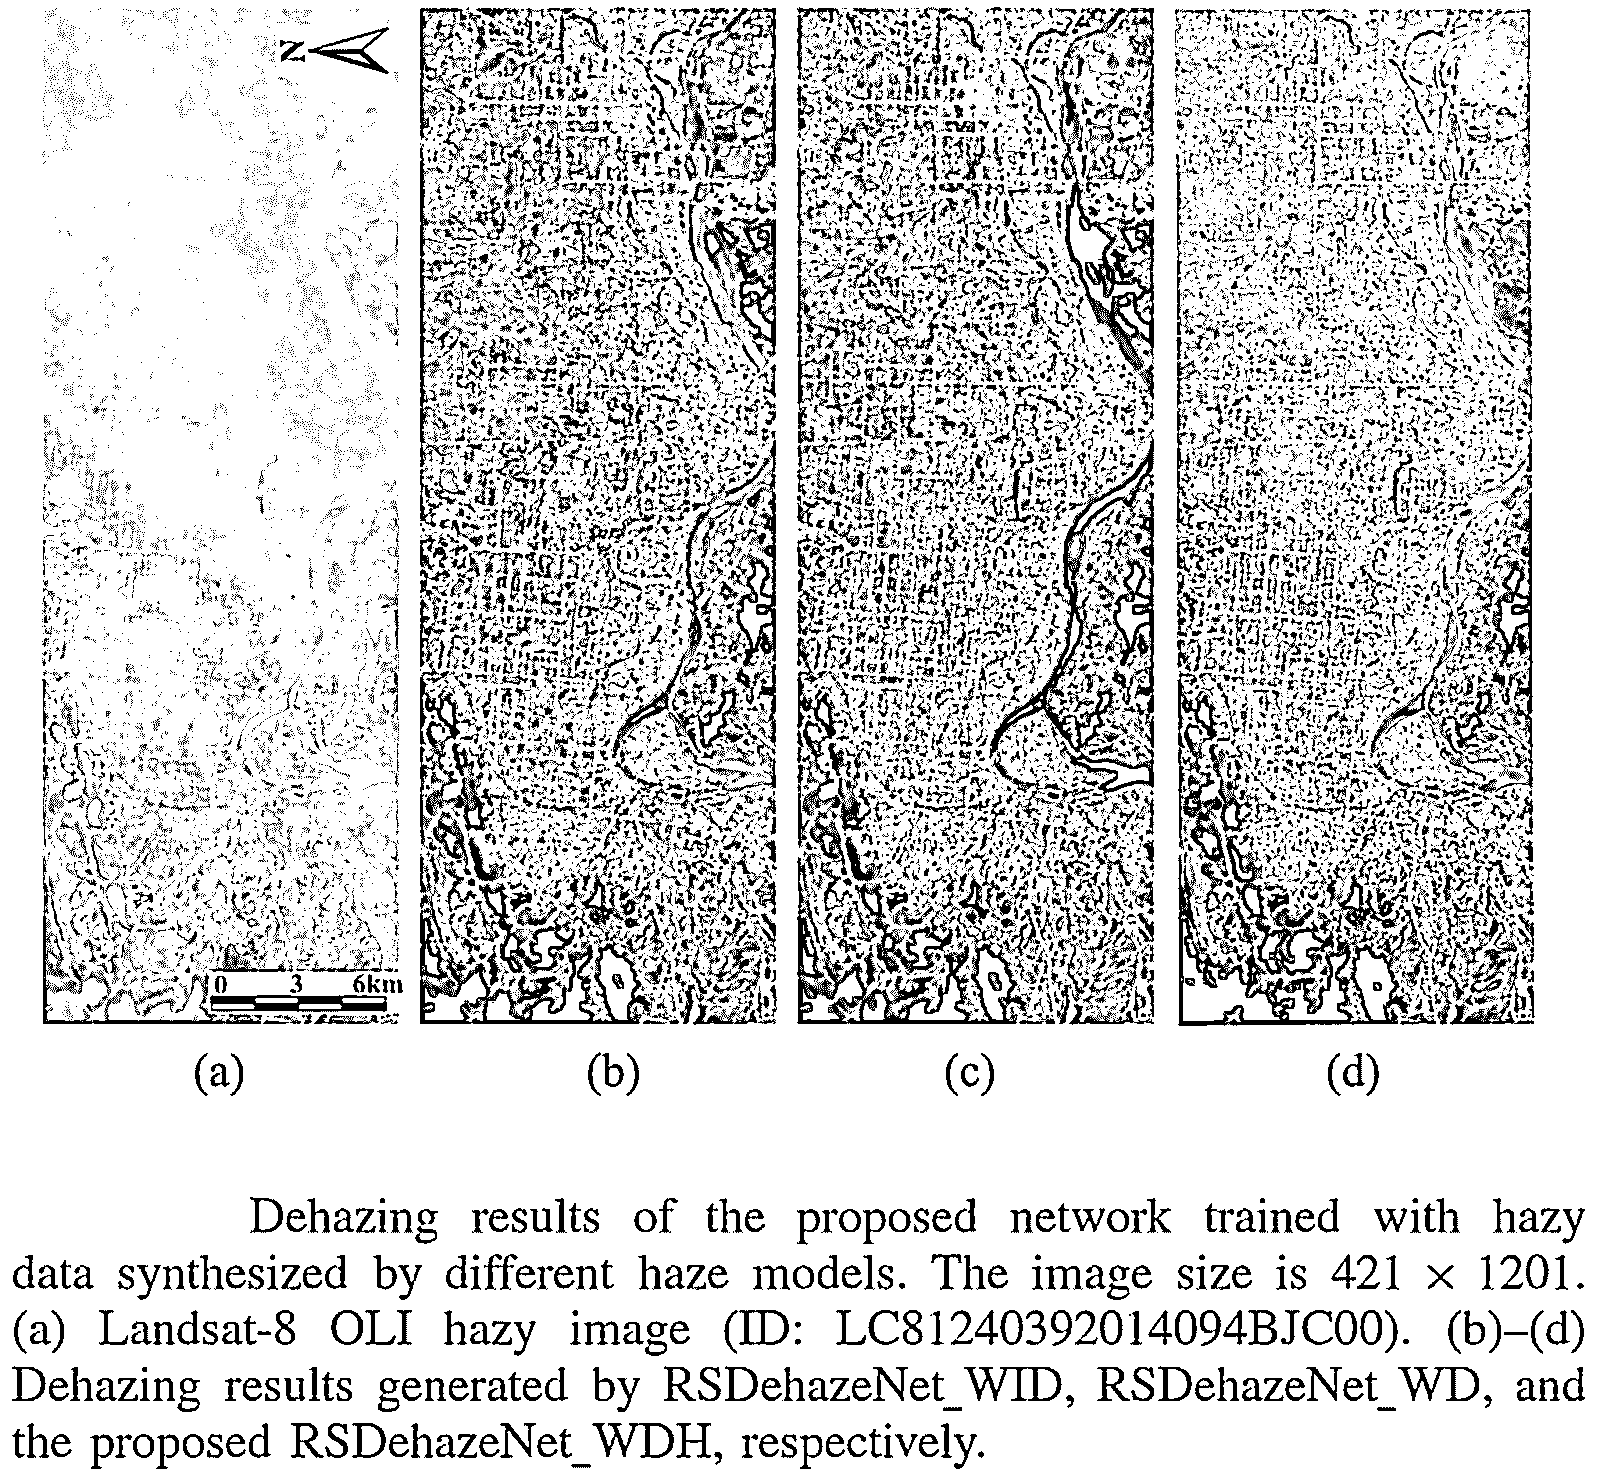 N
0 3 6km
(a) (b) (c) (d)
Dehazing results of the proposed network trained with hazy
data synthesized by different haze models. The image size is 421 × 1201.
(a) Landsat-8 OLI hazy image (ID: LC81240392014094BJC00). (b)–(d)
Dehazing results generated by RSDehazeNet_WID, RSDehazeNet_WD, and
the proposed RSDehazeNet_WDH, respectively.